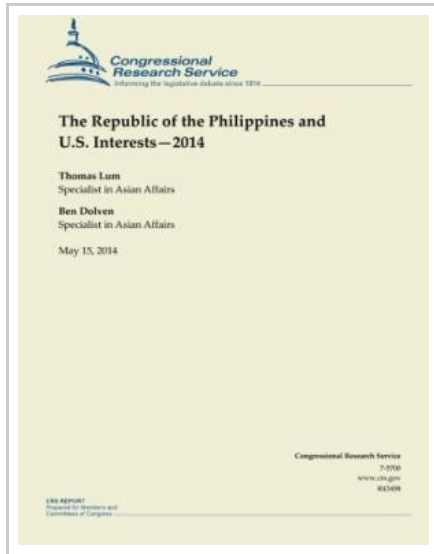 Congressional
Research Service
Informing the legislative debate since 1914
The Republic of the Philippines and
U.S. Interests—2014
Thomas Lum
Specialist in Asian Affairs
Ben Dolven
Specialist in Asian Affairs
May 15, 2014
Congressional Research Service
7-5700
www.crs.gov
R43498
CRS REPORT
Prepared for Members and
Committees of Congress